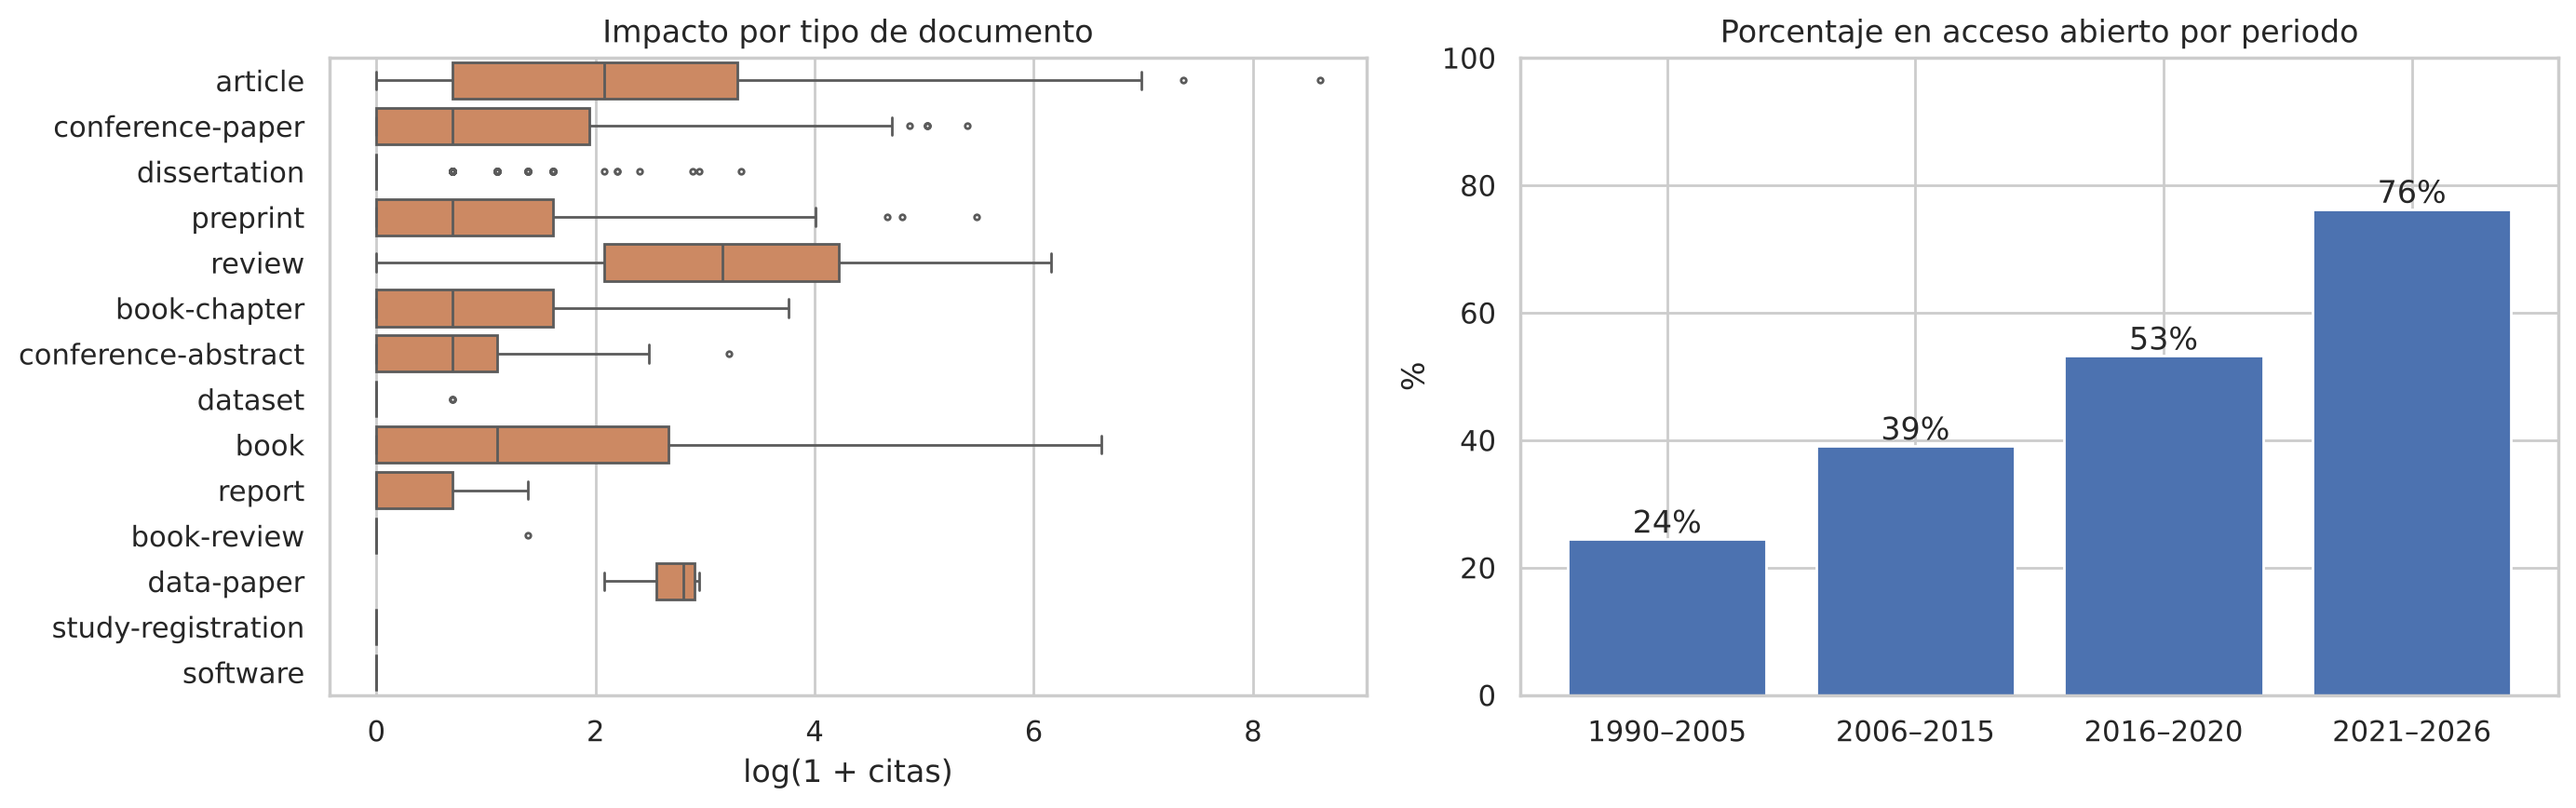 Impacto por tipo de documento
article
conference-paper
dissertation
preprint
review
book-chapter
conference-abstract
dataset
book
report
book-review
data-paper
study-registration
software
0 2 4 6 8
log(1 + citas)
Porcentaje en acceso abierto por periodo
%
100
80
60
40
20
0
24%
39%
53%
76%
1990–2005 2006–2015 2016–2020 2021–2026